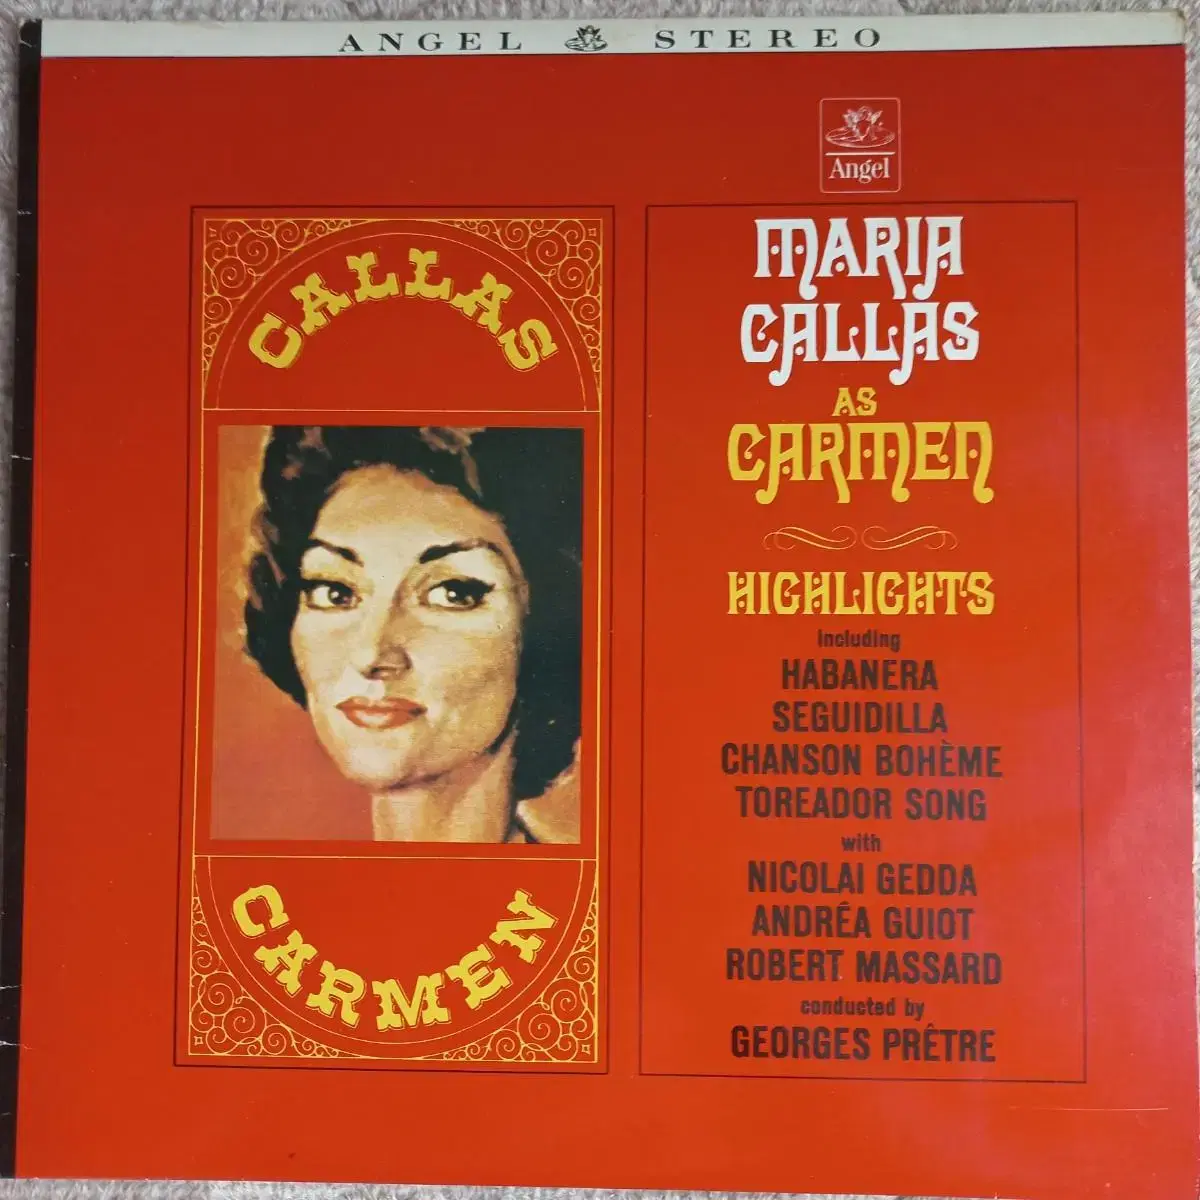 ANGEL STEREO
Angel
CALLAS
CARMEN
MARIA
CALLAS
AS
CARMEN
HIGHLIGHTS
including
HABANERA
SEGUIDILLA
CHANSON BOHÈME
TOREADOR SONG
with
NICOLAI GEDDA
ANDRÉA GUIOT
ROBERT MASSARD
conducted by
GEORGES PRÊTRE